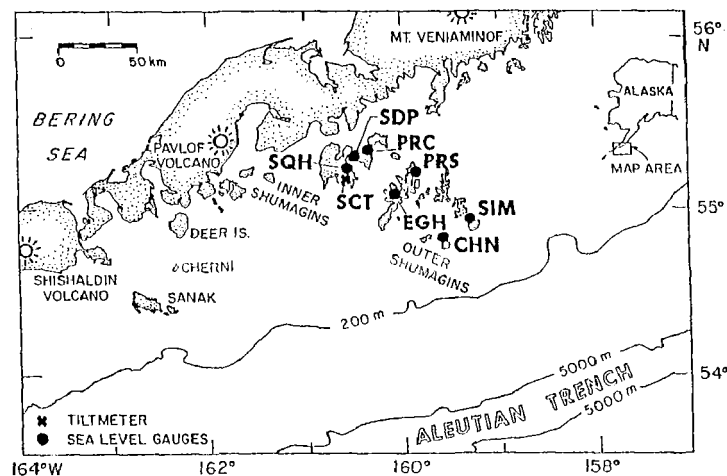 56°
N
MT. VENIAMINOF
0 50 km
ALASKA
BERING
SEA
SDP
PAVLOF
VOLCANO
PRC
SQH
PRS
MAP AREA
INNER
SHUMAGINS
SCT
55°
SIM
EGH
DEER IS.
CHN
OUTER
SHUMAGINS
CHERNI
SHISHALDIN
VOLCANO
SANAK
200 m
5000 m
54°
ALEUTIAN TRENCH
5000 m
TILTMETER
SEA LEVEL GAUGES
164°W 162° 160° 158°